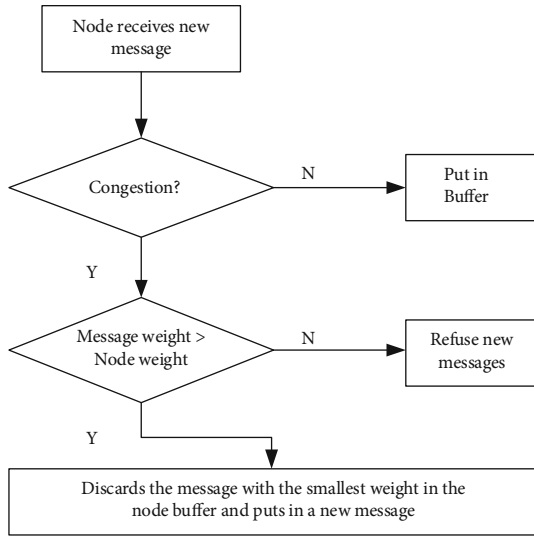 Node receives new
message
Congestion?
N
Put in
Buffer
Y
Message weight >
Node weight
N
Refuse new
messages
Y
Discards the message with the smallest weight in the
node buffer and puts in a new message